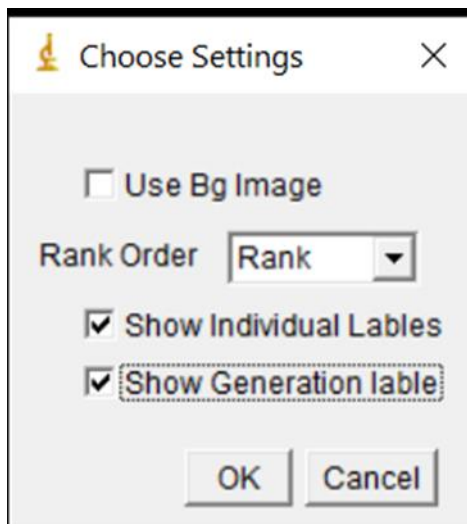 Choose Settings
Use Bg Image
Rank Order Rank
Show Individual Lables
Show Generation lable
OK Cancel